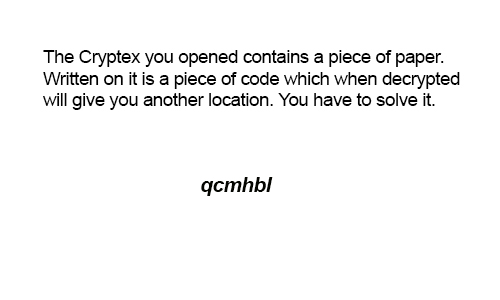 The Cryptex you opened contains a piece of paper.
Written on it is a piece of code which when decrypted
will give you another location. You have to solve it.
qcmhbl